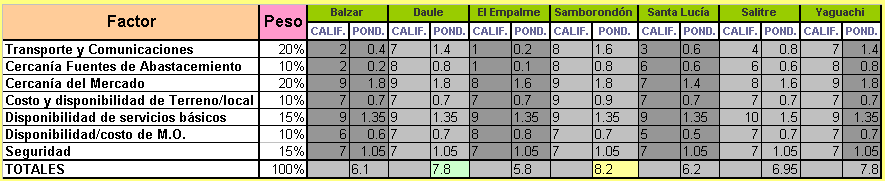 Factor Peso Balzar Daule El Empalme Samborondón Santa Lucía Salitre Yaguachi
CALIF. POND. CALIF. POND. CALIF. POND. CALIF. POND. CALIF. POND. CALIF. POND. CALIF. POND.
Transporte y Comunicaciones 20% 2 0.4 7 1.4 1 0.2 8 1.6 3 0.6 4 0.8 7 1.4
Cercanía Fuentes de Abastacemiento 10% 2 0.2 8 0.8 1 0.1 8 0.8 6 0.6 6 0.6 8 0.8
Cercanía del Mercado 20% 9 1.8 9 1.8 8 1.6 9 1.8 7 1.4 8 1.6 9 1.8
Costo y disponibilidad de Terreno/local 10% 7 0.7 7 0.7 7 0.7 9 0.9 7 0.7 7 0.7 7 0.7
Disponibilidad de servicios básicos 15% 9 1.35 9 1.35 9 1.35 9 1.35 9 1.35 10 1.5 9 1.35
Disponibilidad/costo de M.O. 10% 6 0.6 7 0.7 8 0.8 7 0.7 5 0.5 7 0.7 7 0.7
Seguridad 15% 7 1.05 7 1.05 7 1.05 7 1.05 7 1.05 7 1.05 7 1.05
TOTALES 100% 6.1 7.8 5.8 8.2 6.2 6.95 7.8